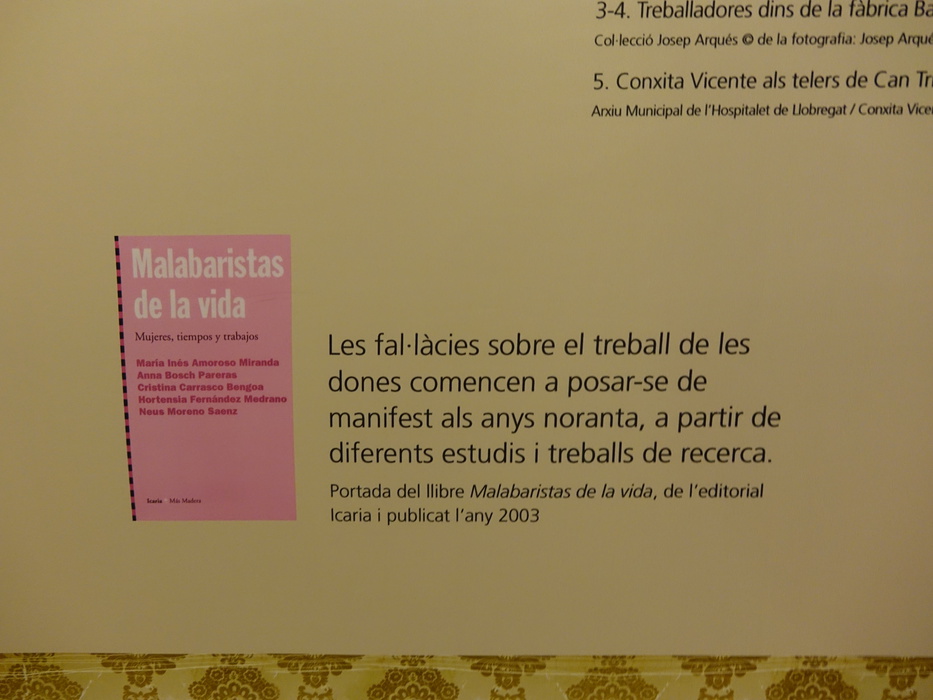 3-4. Treballadores dins de la fàbrica
Col·lecció Josep Arqués © de la fotografia: Josep
5. Conxita Vicente als telers de Can
Arxiu Municipal de l'Hospitalet de Llobregat / Conxita
Malabaristas
de la vida
Mujeres, tiempos y trabajos
María Inés Amoroso Miranda
Anna Bosch Pareras
Cristina Carrasco Bengoa
Hortensia Fernández Medrano
Neus Moreno Saenz
Icaria Más Madera
Les fal·làcies sobre el treball de les
dones comencen a posar-se de
manifest als anys noranta, a partir de
diferents estudis i treballs de recerca.
Portada del llibre Malabaristas de la vida, de l'editorial
Icaria i publicat l'any 2003